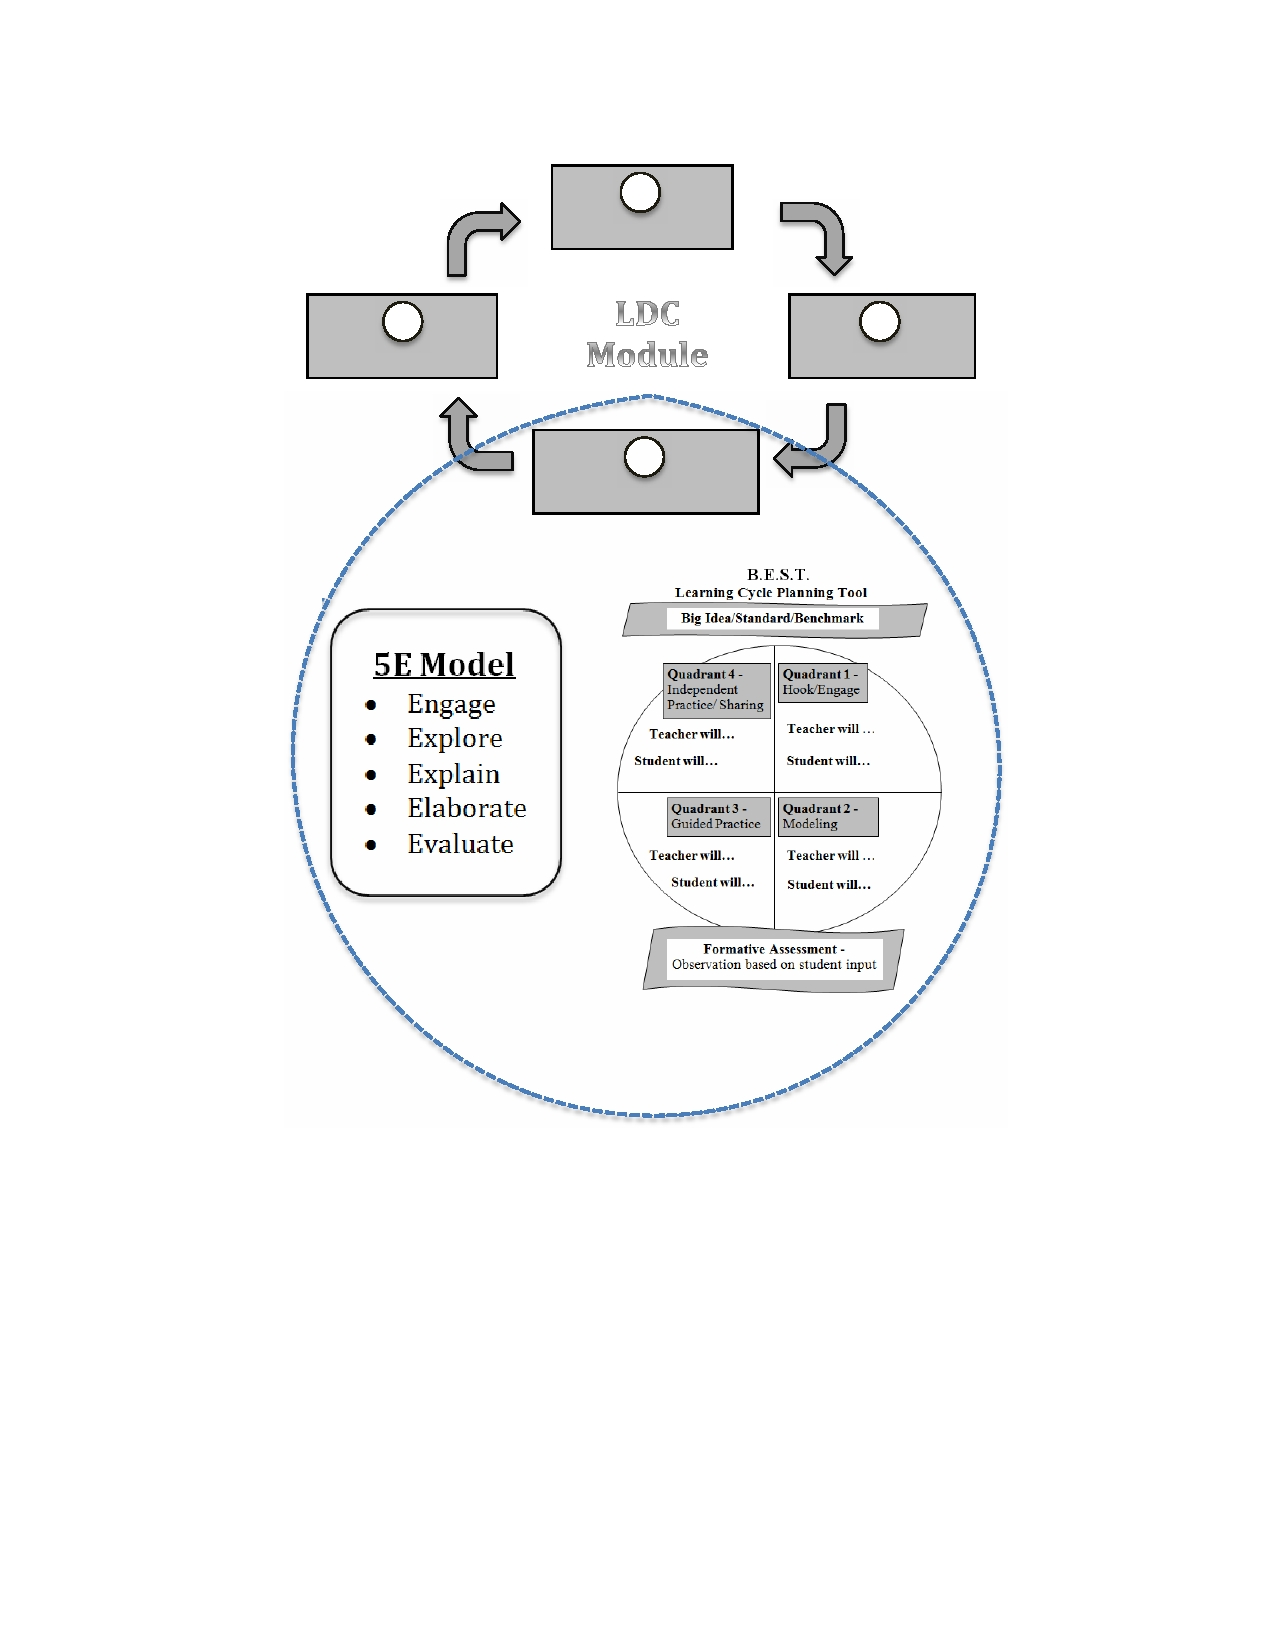 LDC
Module
5E Model
• Engage
• Explore
• Explain
• Elaborate
• Evaluate
B.E.S.T.
Learning Cycle Planning Tool
Big Idea/Standard/Benchmark
Quadrant 4 -
Independent
Practice/ Sharing
Teacher will...
Student will...
Quadrant 1 -
Hook/Engage
Teacher will ...
Student will...
Quadrant 3 -
Guided Practice
Teacher will...
Student will...
Quadrant 2 -
Modeling
Teacher will ...
Student will...
Formative Assessment -
Observation based on student input